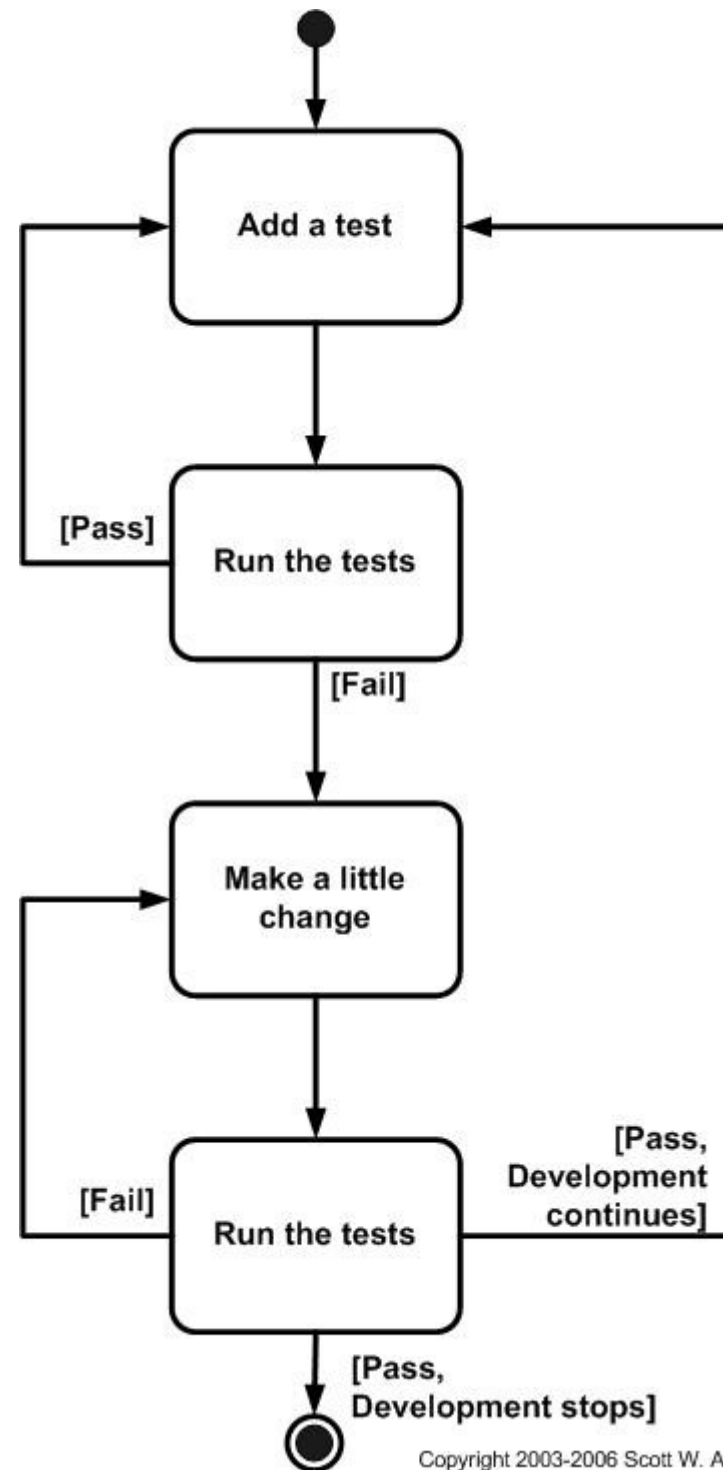 Add a test
[Pass]
Run the tests
[Fail]
Make a little
change
[Pass,
Development
continues]
[Fail]
Run the tests
[Pass,
Development stops]
Copyright 2003-2006 Scott W. A